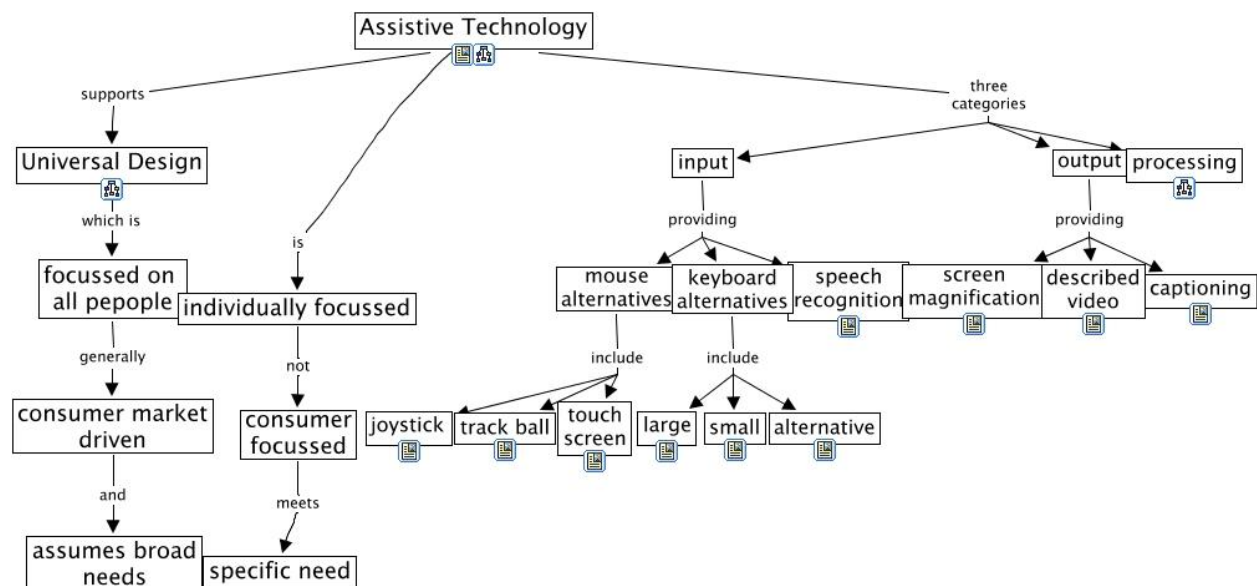 Assistive Technology
supports
three
categories
Universal Design
input
output
processing
which is
is
providing
providing
focussed on
all pepople
individually focussed
mouse
alternatives
keyboard
alternatives
speech
recognition
screen
magnification
described
video
captioning
generally
not
include
include
consumer market
driven
consumer
focussed
joystick
track ball
touch
screen
large
small
alternative
and
meets
assumes broad
needs
specific need